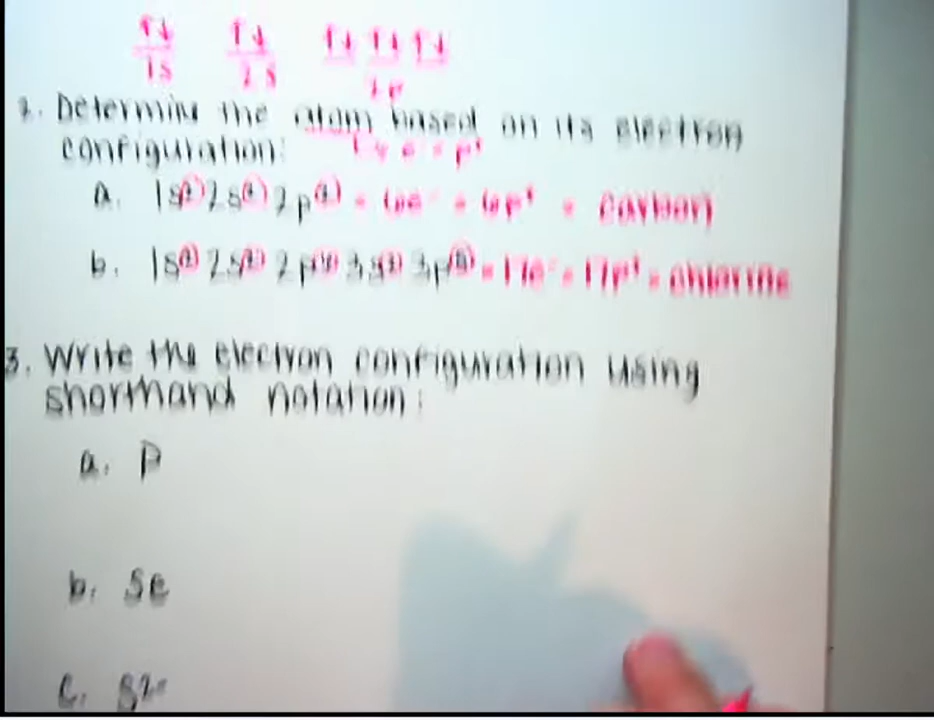 ↑↓ ↑↓ ↑↓ ↑↓ ↑↓
1s 2s 2p
2. Determine the atom based on its electron
configuration:
# e⁻ = p⁺
a. 1s² 2s² 2p² = 6e⁻ = 6p⁺ = carbon
b. 1s² 2s² 2p⁶ 3s² 3p⁵ = 17e⁻ = 17p⁺ = chlorine
3. Write the electron configuration using
shorthand notation:
a. P
b. Se
c. S²⁻